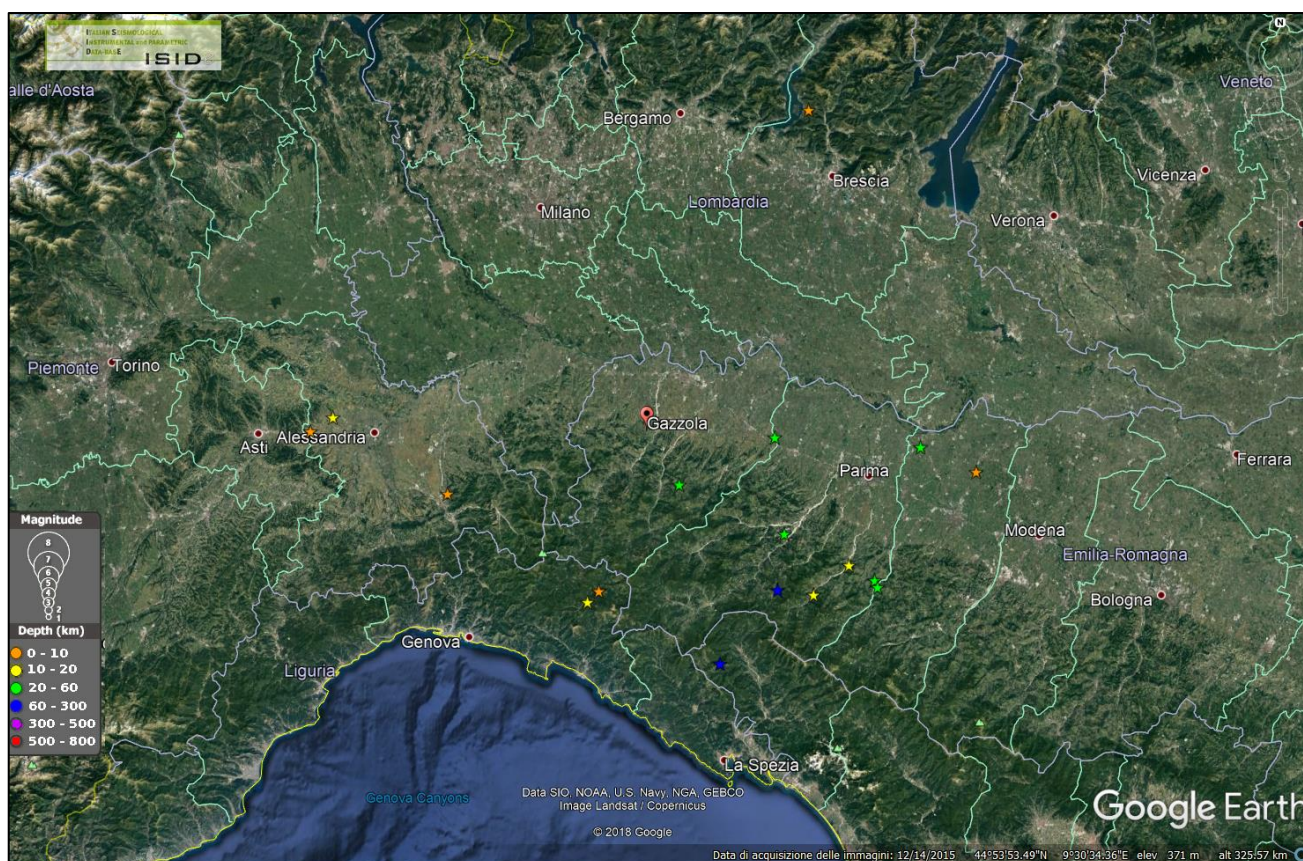 ITALIAN SEISMOLOGICAL
INSTRUMENTAL and PARAMETRIC
DATA-BASE
ISID
N
alle d'Aosta
Veneto
Bergamo
Brescia
Vicenza
Milano
Lombardia
Verona
Piemonte
Torino
Gazzola
Asti
Alessandria
Parma
Ferrara
Modena
Emilia-Romagna
Bologna
Magnitude
8
7
6
5
4
3
2
1
Depth (km)
0 - 10
10 - 20
20 - 60
60 - 300
300 - 500
500 - 800
Genova
Liguria
La Spezia
Genova Canyons
Data SIO, NOAA, U.S. Navy, NGA, GEBCO
Image Landsat / Copernicus
© 2018 Google
Google Earth
Data di acquisizione delle immagini: 12/14/2015 44°53'53.49"N 9°30'34.36"E elev 371 m alt 325.57 km